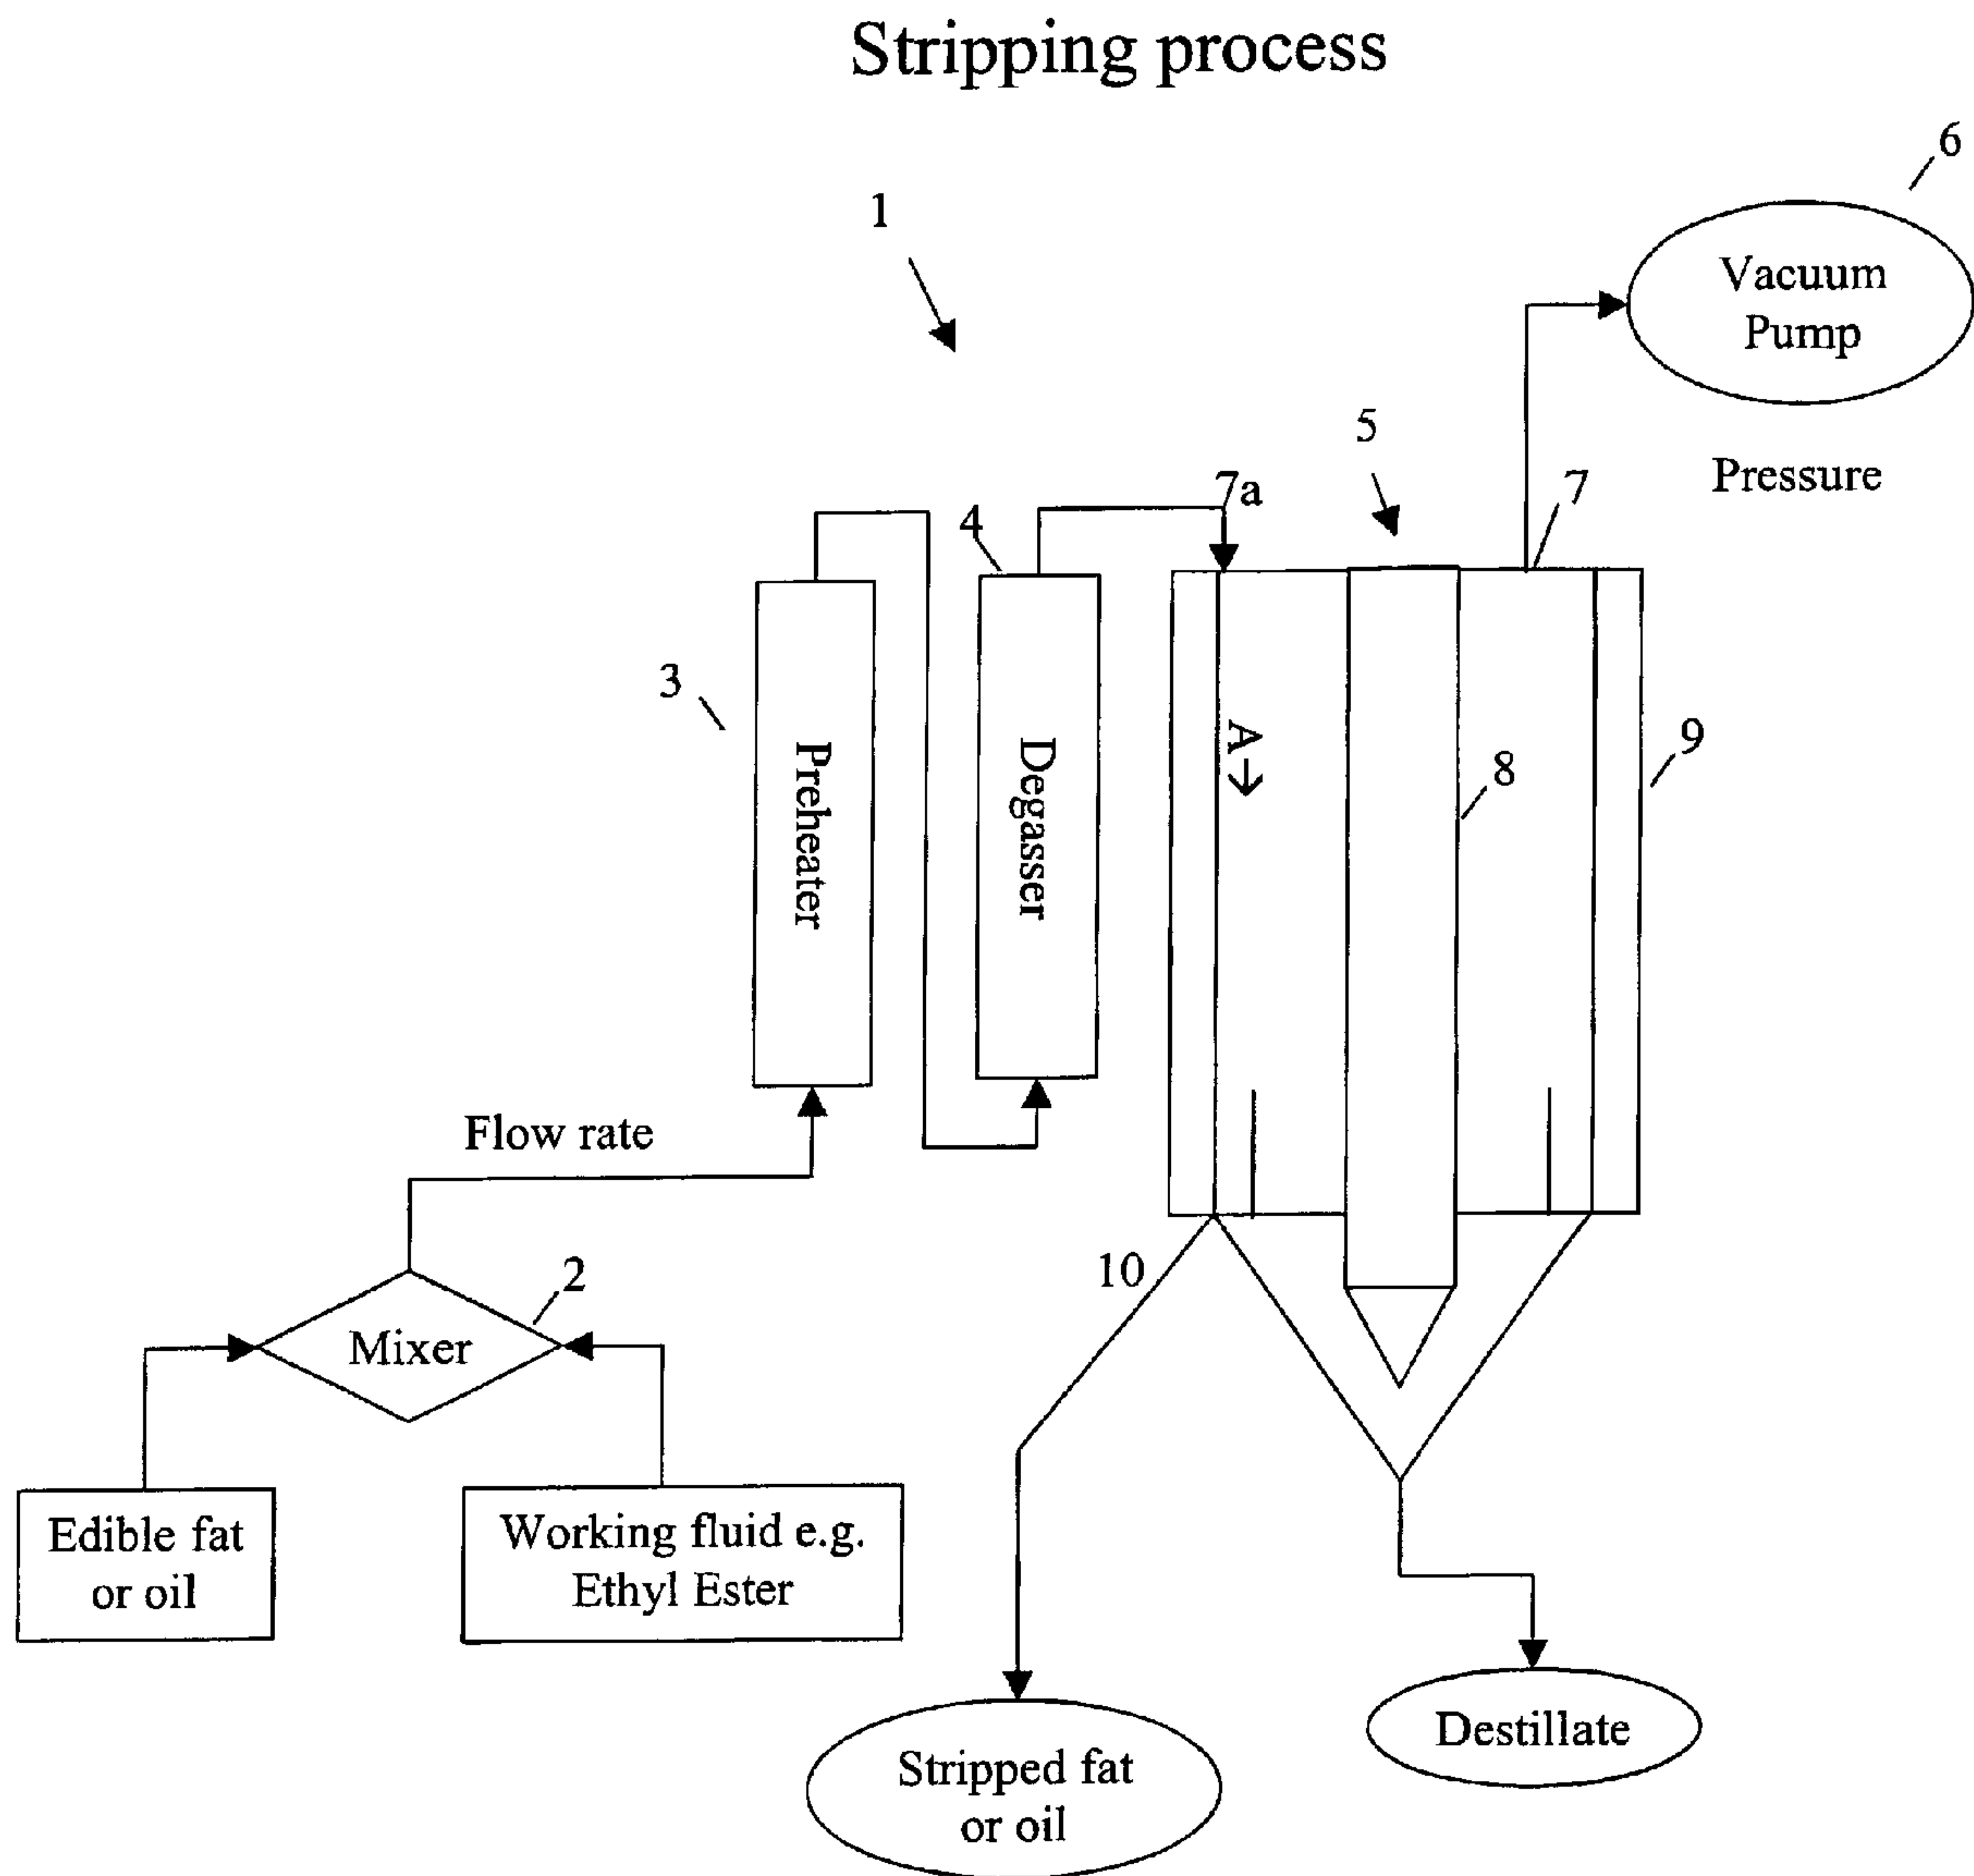 Stripping process
1
6
Vacuum
Pump
Pressure
5
7a
7
4
3
Preheater
Degasser
A→
8
9
Flow rate
2
Mixer
10
Edible fat
or oil
Working fluid e.g.
Ethyl Ester
Stripped fat
or oil
Destillate